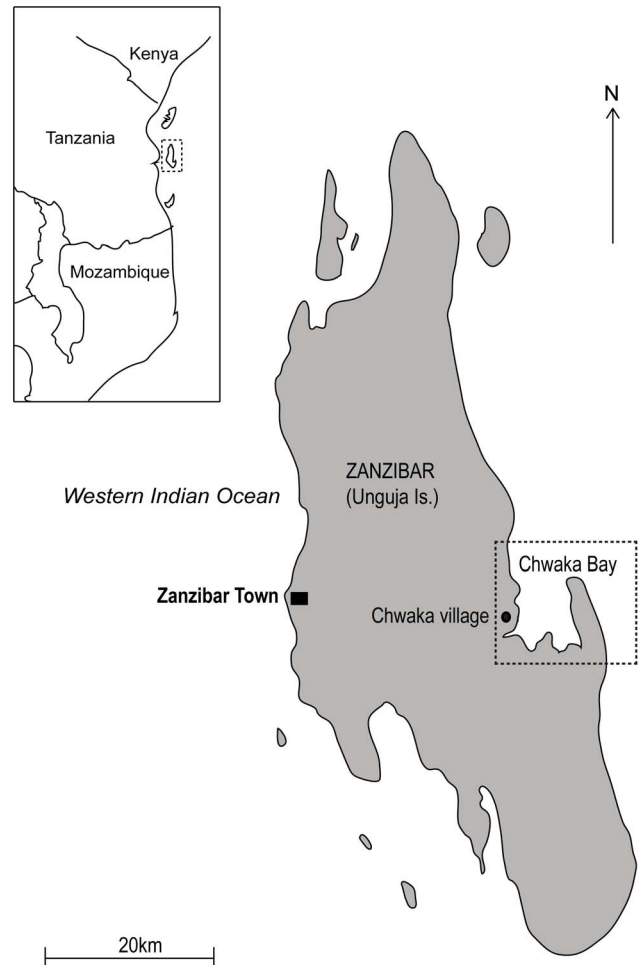 Kenya
Tanzania
Mozambique
N
ZANZIBAR
(Unguja Is.)
Western Indian Ocean
Chwaka Bay
Zanzibar Town
Chwaka village
20km